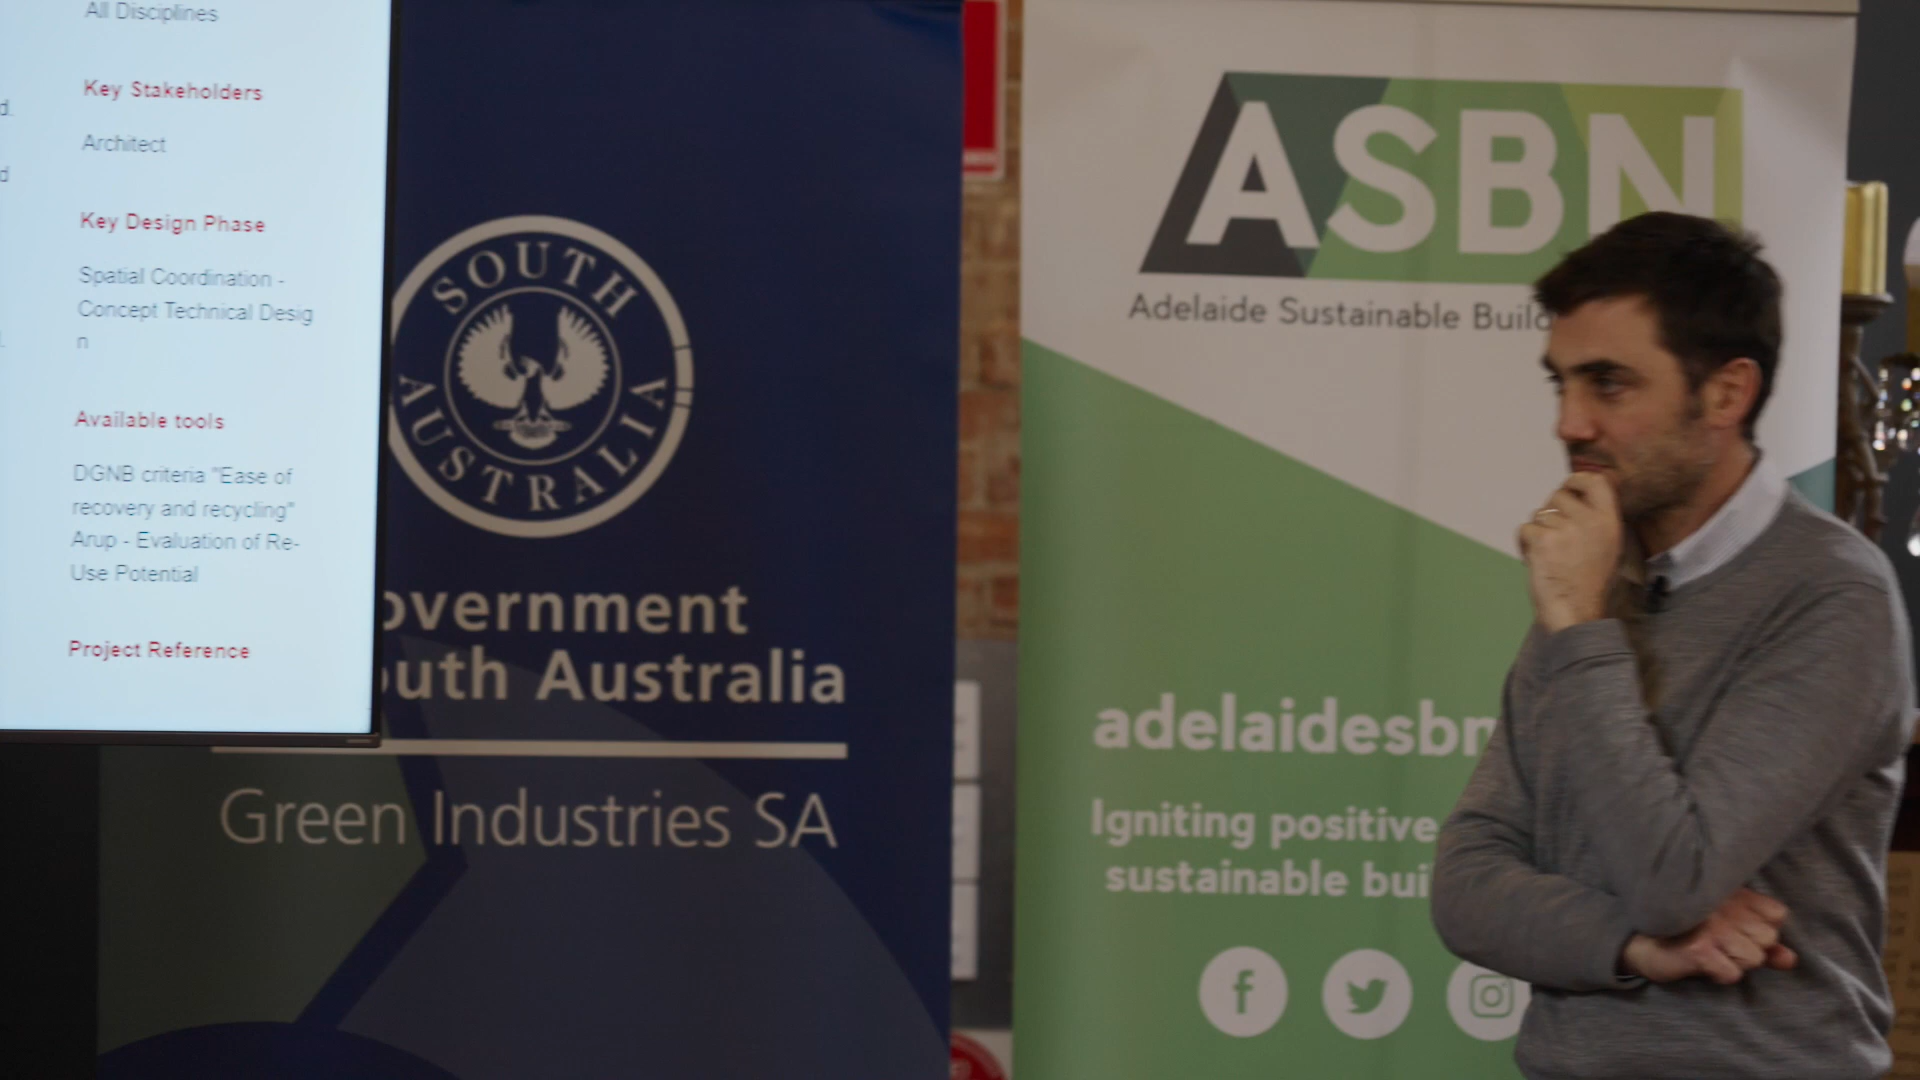 All Disciplines
d.
Key Stakeholders
Architect
d
Key Design Phase
Spatial Coordination -
Concept Technical Desig
n
Available tools
DGNB criteria "Ease of
recovery and recycling"
Arup - Evaluation of Re-
Use Potential
Project Reference
SOUTH
AUSTRALIA
overnment
outh Australia
Green Industries SA
ASBN
Adelaide Sustainable Build
adelaidesbn
Igniting positive
sustainable buil